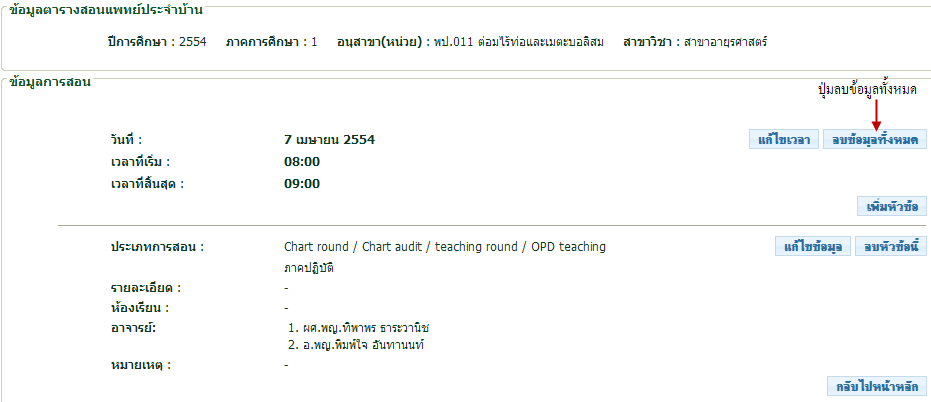 ข้อมูลตารางสอนแพทย์ประจำบ้าน
ปีการศึกษา : 2554 ภาคการศึกษา : 1 อนุสาขา(หน่วย) : พป.011 ต่อมไร้ท่อและเมตะบอลิสม สาขาวิชา : สาขาอายุรศาสตร์
ข้อมูลการสอน
ปุ่มลบข้อมูลทั้งหมด
วันที่ : 7 เมษายน 2554 แก้ไขเวลา ลบข้อมูลทั้งหมด
เวลาที่เริ่ม : 08:00
เวลาที่สิ้นสุด : 09:00
เพิ่มหัวข้อ
ประเภทการสอน : Chart round / Chart audit / teaching round / OPD teaching แก้ไขข้อมูล ลบหัวข้อนี้
ภาคปฏิบัติ
รายละเอียด : -
ห้องเรียน : -
อาจารย์: 1. ผศ.พญ.ทิพาพร ธาระวานิช
2. อ.พญ.พิมพ์ใจ อันทานนท์
หมายเหตุ : -
กลับไปหน้าหลัก